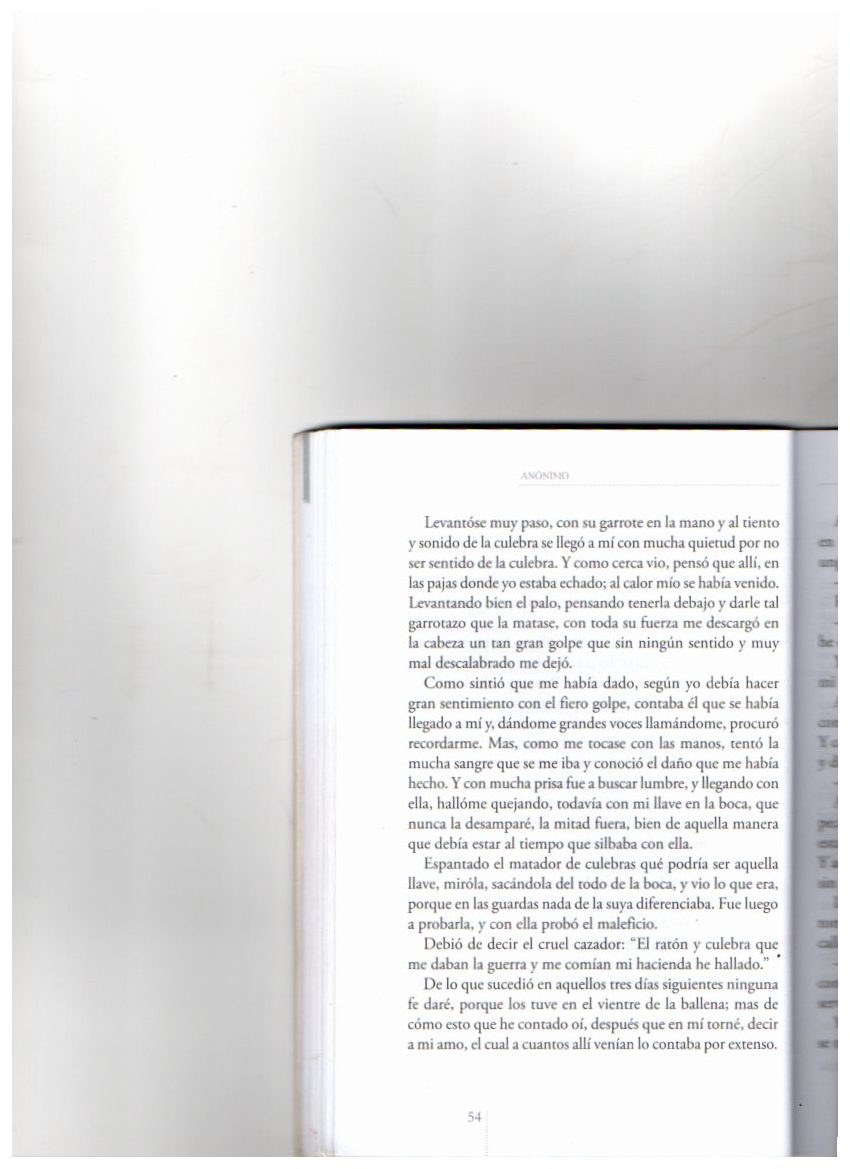 ANÓNIMO
Levantóse muy paso, con su garrote en la mano y al tiento
y sonido de la culebra se llegó a mí con mucha quietud por no
ser sentido de la culebra. Y como cerca vio, pensó que allí, en
las pajas donde yo estaba echado; al calor mío se había venido.
Levantando bien el palo, pensando tenerla debajo y darle tal
garrotazo que la matase, con toda su fuerza me descargó en
la cabeza un tan gran golpe que sin ningún sentido y muy
mal descalabrado me dejó.
Como sintió que me había dado, según yo debía hacer
gran sentimiento con el fiero golpe, contaba él que se había
llegado a mí y, dándome grandes voces llamándome, procuró
recordarme. Mas, como me tocase con las manos, tentó la
mucha sangre que se me iba y conoció el daño que me había
hecho. Y con mucha prisa fue a buscar lumbre, y llegando con
ella, hallóme quejando, todavía con mi llave en la boca, que
nunca la desamparé, la mitad fuera, bien de aquella manera
que debía estar al tiempo que silbaba con ella.
Espantado el matador de culebras qué podría ser aquella
llave, miróla, sacándola del todo de la boca, y vio lo que era,
porque en las guardas nada de la suya diferenciaba. Fue luego
a probarla, y con ella probó el maleficio.
Debió de decir el cruel cazador: “El ratón y culebra que
me daban la guerra y me comían mi hacienda he hallado.”
De lo que sucedió en aquellos tres días siguientes ninguna
fe daré, porque los tuve en el vientre de la ballena; mas de
cómo esto que he contado oí, después que en mí torné, decir
a mi amo, el cual a cuantos allí venían lo contaba por extenso.
54